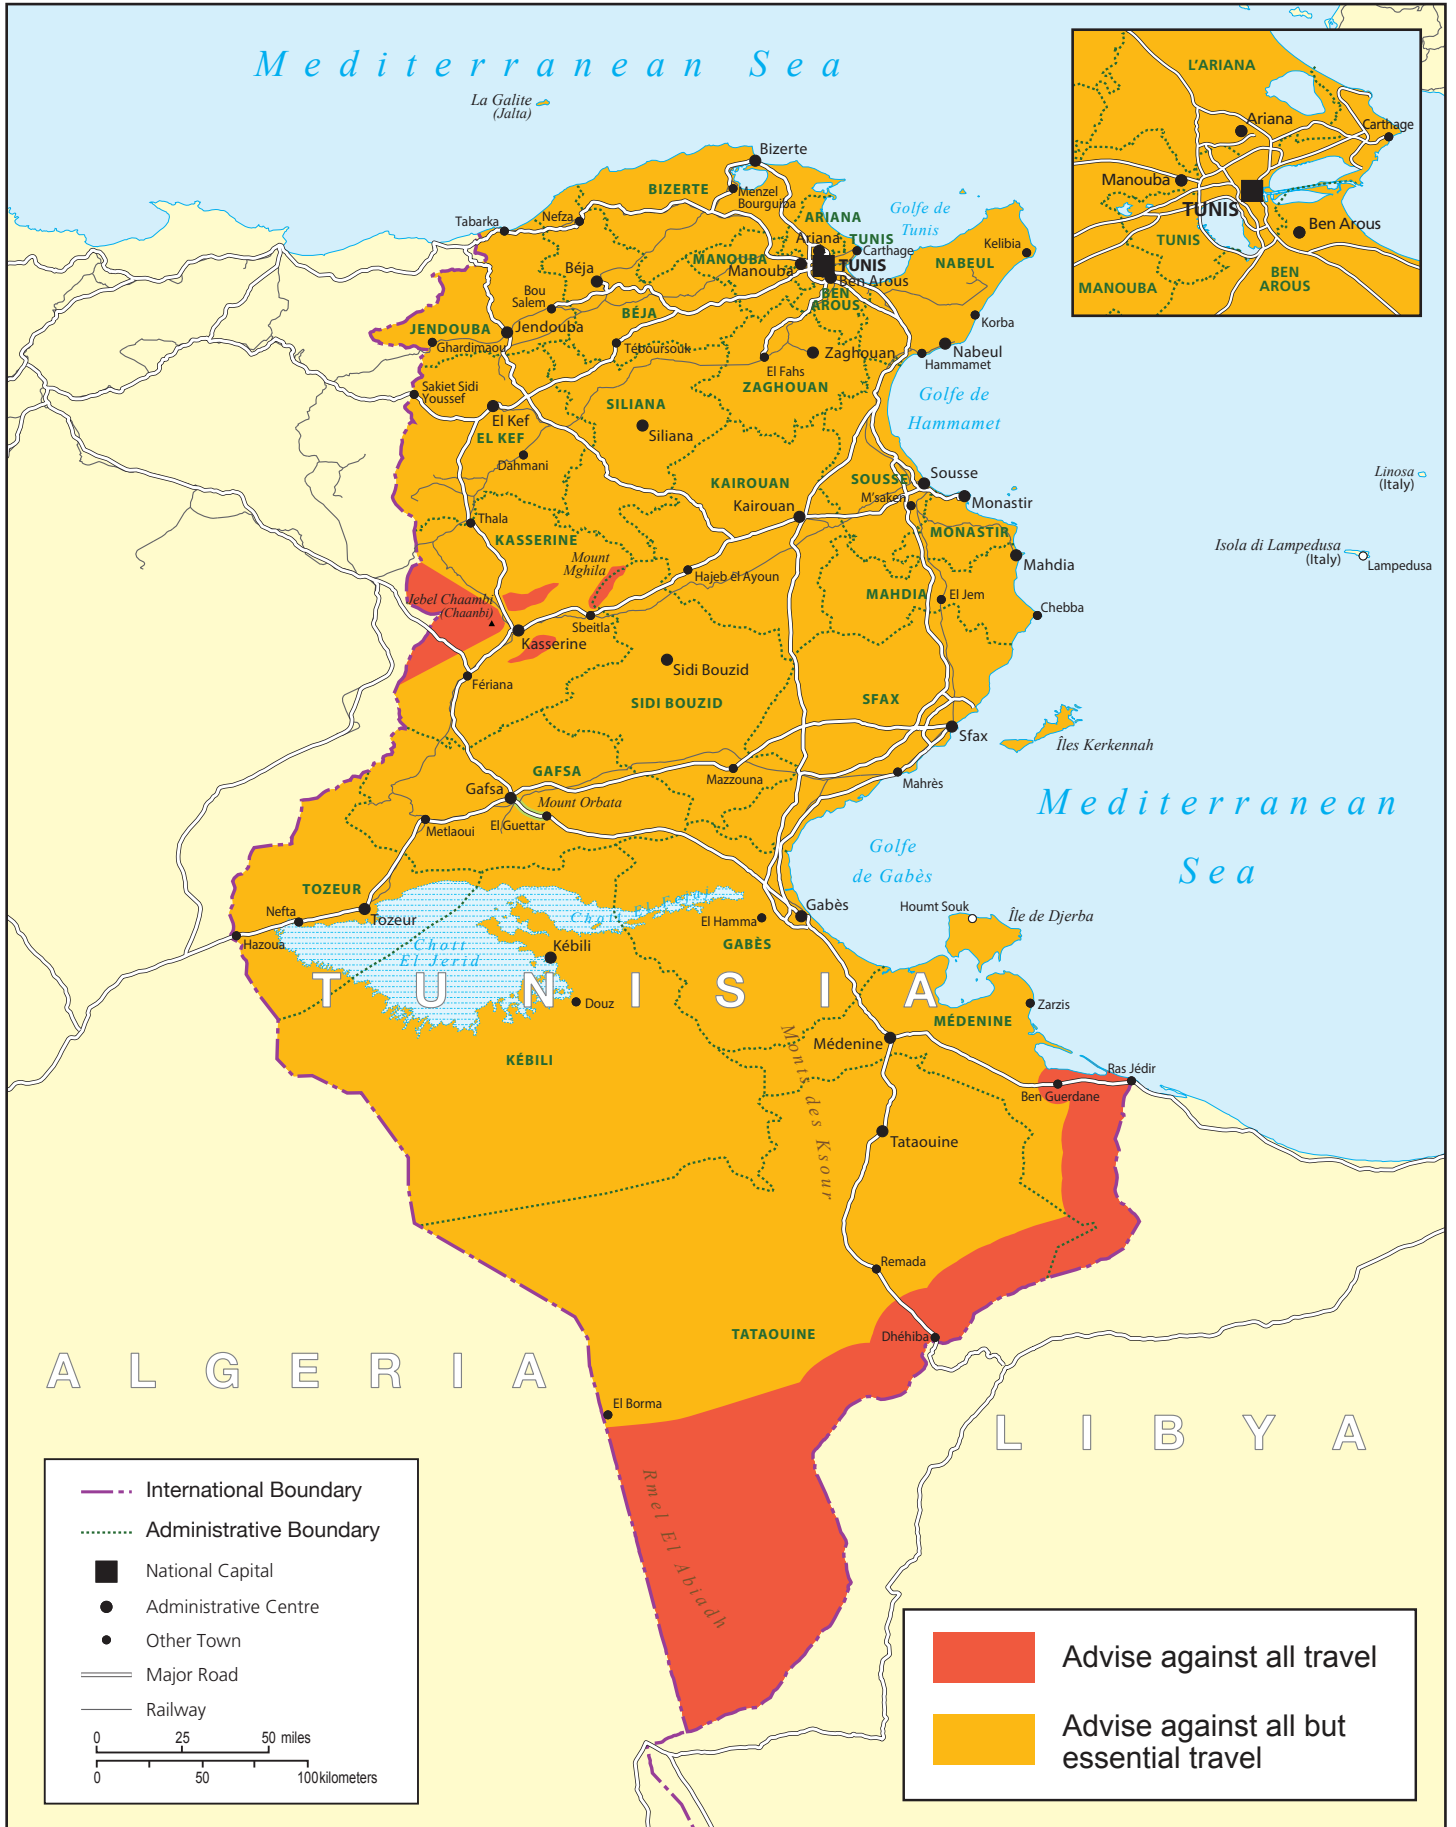 Mediterranean Sea
La Galite
(Jalta)
Bizerte
BIZERTE
Menzel
Bourguiba
Tabarka
Nefza
ARIANA
Golfe de
Tunis
Ariana
TUNIS
Carthage
Kelibia
MANOUBA
Manouba
TUNIS
NABEUL
Béja
Ben Arous
Bou
Salem
BEN
AROUS
BÉJA
Korba
JENDOUBA
Jendouba
Ghardimaou
Téboursouk
Zaghouan
Nabeul
El Fahs
Hammamet
ZAGHOUAN
Sakiet Sidi
Youssef
Golfe de
Hammamet
SILIANA
El Kef
EL KEF
Siliana
Dahmani
KAIROUAN
SOUSSE
Sousse
M'saken
Monastir
Kairouan
Linosa
(Italy)
Thala
KASSERINE
MONASTIR
Mount
Mghila
Isola di Lampedusa
(Italy)
Lampedusa
Mahdia
Hajeb el Ayoun
Jebel Chaambi
(Chaanbi)
MAHDIA
El Jem
Chebba
Sbeitla
Kasserine
Sidi Bouzid
Fériana
SIDI BOUZID
SFAX
Sfax
Îles Kerkennah
GAFSA
Mazzouna
Mahrès
Gafsa
Mount Orbata
Metlaoui
El Guettar
Mediterranean
Sea
Golfe
de Gabès
TOZEUR
Nefta
Tozeur
Chott El Fejaj
Houmt Souk
Île de Djerba
Gabès
El Hamma
Hazoua
Chott
El Jerid
Kébili
GABÈS
TUNISIA
Douz
Zarzis
MÉDENINE
Médenine
KÉBILI
Monts des Ksour
Ras Jédir
Ben Guerdane
Tataouine
Remada
TATAOUINE
Dhéhiba
ALGERIA
El Borma
LIBYA
Rmel El Abiadh
L'ARIANA
Ariana
Carthage
Manouba
TUNIS
Ben Arous
TUNIS
MANOUBA
BEN
AROUS
International Boundary
Administrative Boundary
National Capital
Administrative Centre
Other Town
Major Road
Railway
0 25 50 miles
0 50 100kilometers
Advise against all travel
Advise against all but
essential travel